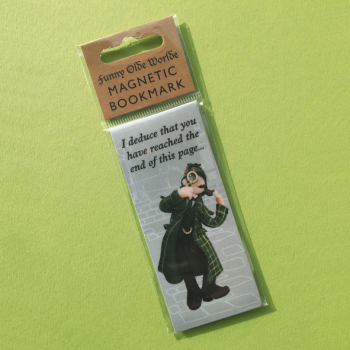 Funny Olde Worlde
MAGNETIC
BOOKMARK
I deduce that you
have reached the
end of this page...